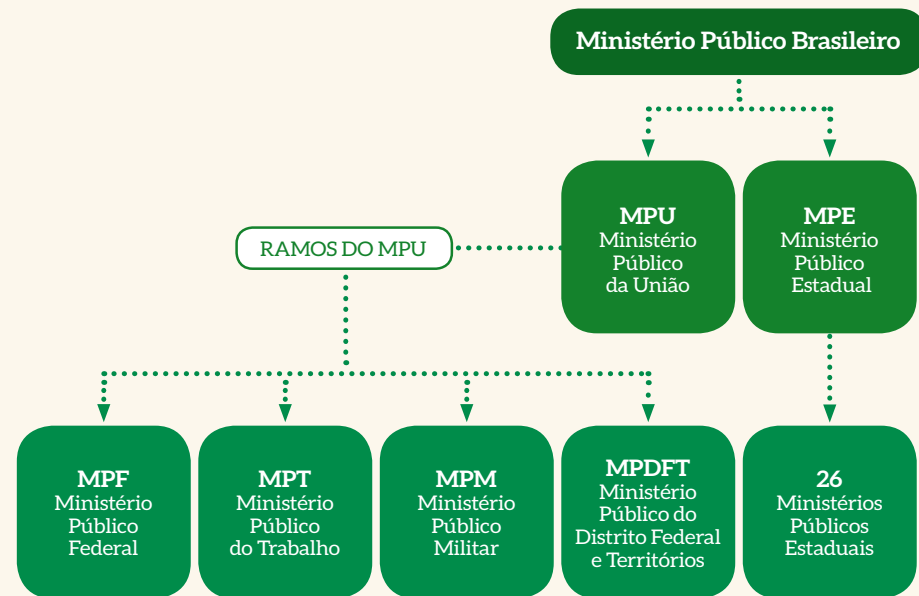 Ministério Público Brasileiro
MPU
Ministério
Público
da União
MPE
Ministério
Público
Estadual
RAMOS DO MPU
MPF
Ministério
Público
Federal
MPT
Ministério
Público
do Trabalho
MPM
Ministério
Público
Militar
MPDFT
Ministério
Público do
Distrito Federal
e Territórios
26
Ministérios
Públicos
Estaduais